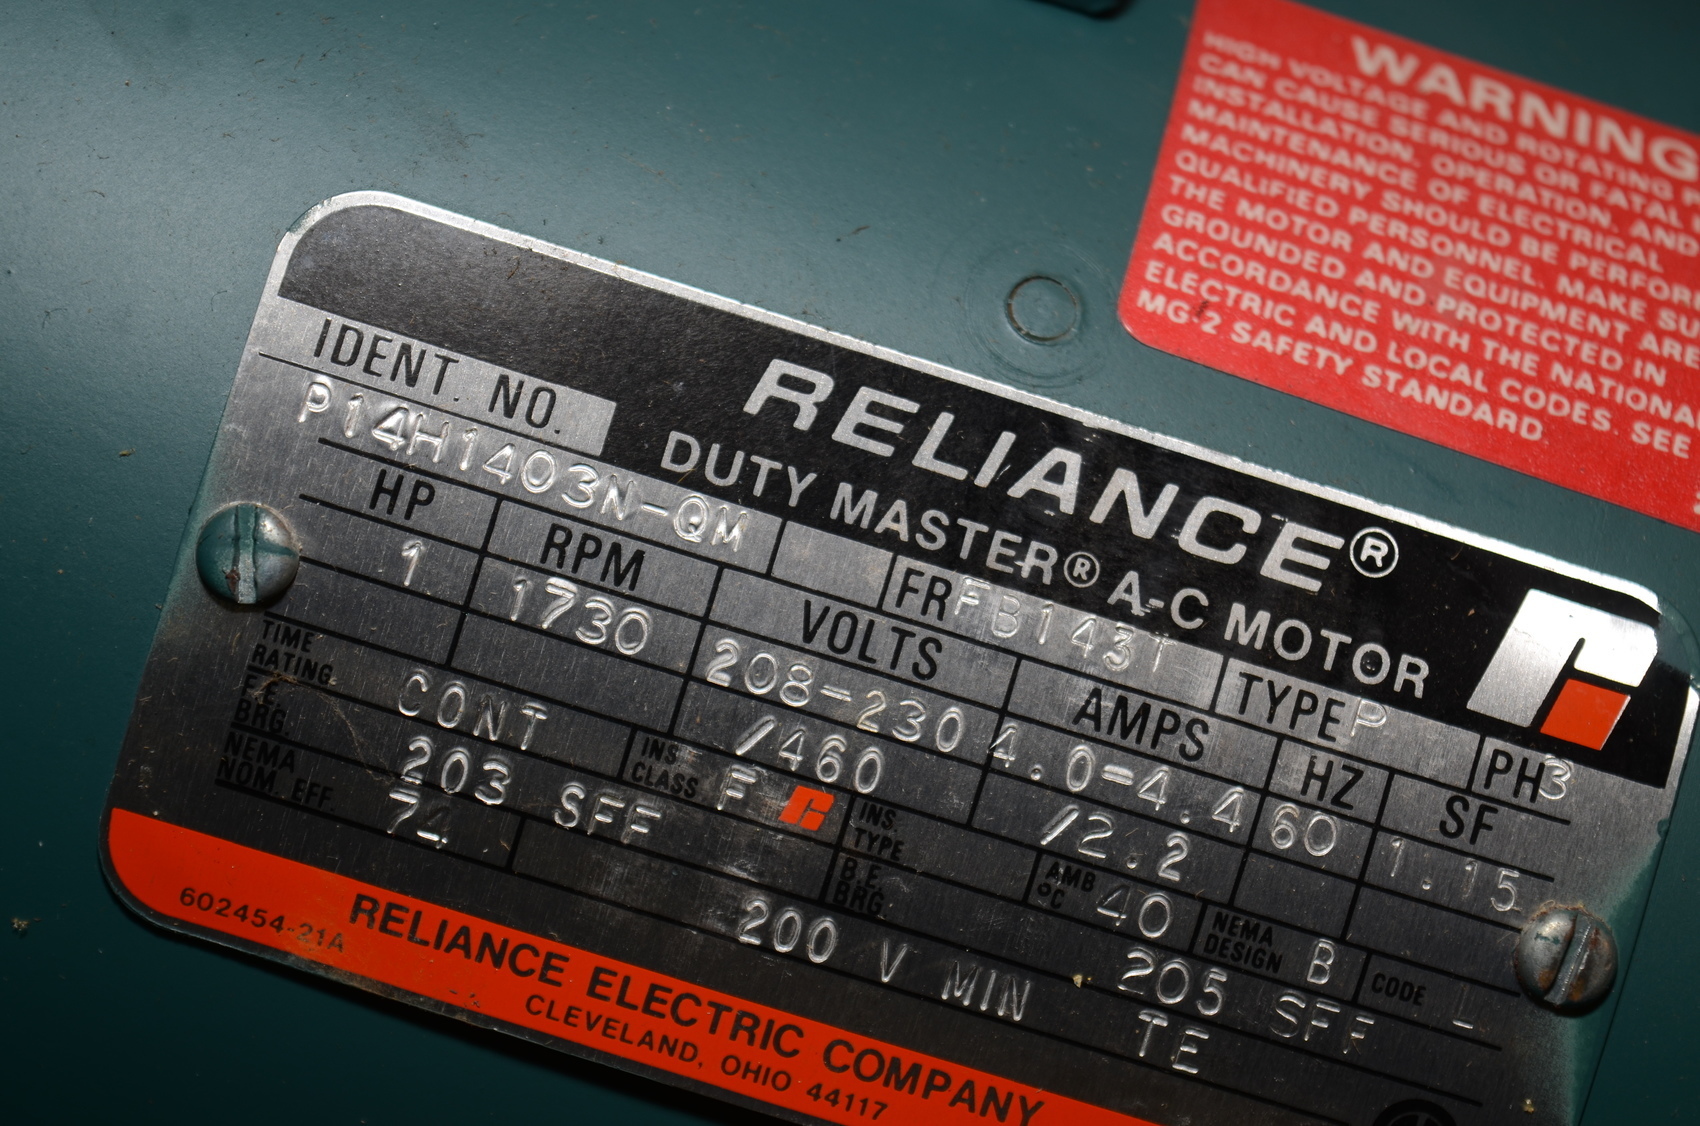 WARNING
HIGH VOLTAGE AND ROTATING
CAN CAUSE SERIOUS OR FATAL
INSTALLATION, OPERATION, AND
MAINTENANCE OF ELECTRICAL
MACHINERY SHOULD BE PERFOR
QUALIFIED PERSONNEL. MAKE SU
THE MOTOR AND EQUIPMENT ARE
GROUNDED AND PROTECTED IN
ACCORDANCE WITH THE NATIONA
ELECTRIC AND LOCAL CODES. SEE
MG-2 SAFETY STANDARD.
RELIANCE®
DUTY MASTER® A-C MOTOR
IDENT. NO.
P14H1403N-QM
FR FB143T TYPE P PH 3
HP RPM VOLTS AMPS HZ SF
1 1730 208-230 4.0-4.4 60 1.15
/460 /2.2
TIME RATING CONT INS. CLASS F INS. TYPE AMB °C 40 NEMA DESIGN B CODE L
E.E. BRG. 203 SFF B.E. BRG. 205 SFF
NEMA NOM. EFF. 74 200 V MIN TE
602454-21A
RELIANCE ELECTRIC COMPANY
CLEVELAND, OHIO 44117